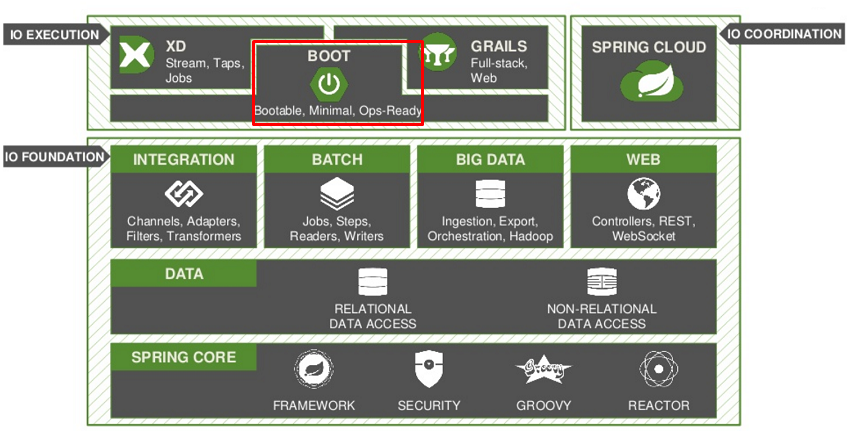 IO EXECUTION
XD
Stream, Taps,
Jobs
BOOT
Bootable, Minimal, Ops-Ready
GRAILS
Full-stack,
Web
SPRING CLOUD
IO COORDINATION
IO FOUNDATION
INTEGRATION
Channels, Adapters,
Filters, Transformers
BATCH
Jobs, Steps,
Readers, Writers
BIG DATA
Ingestion, Export,
Orchestration, Hadoop
WEB
Controllers, REST,
WebSocket
DATA
RELATIONAL
DATA ACCESS
NON-RELATIONAL
DATA ACCESS
SPRING CORE
FRAMEWORK
SECURITY
Groovy
GROOVY
REACTOR